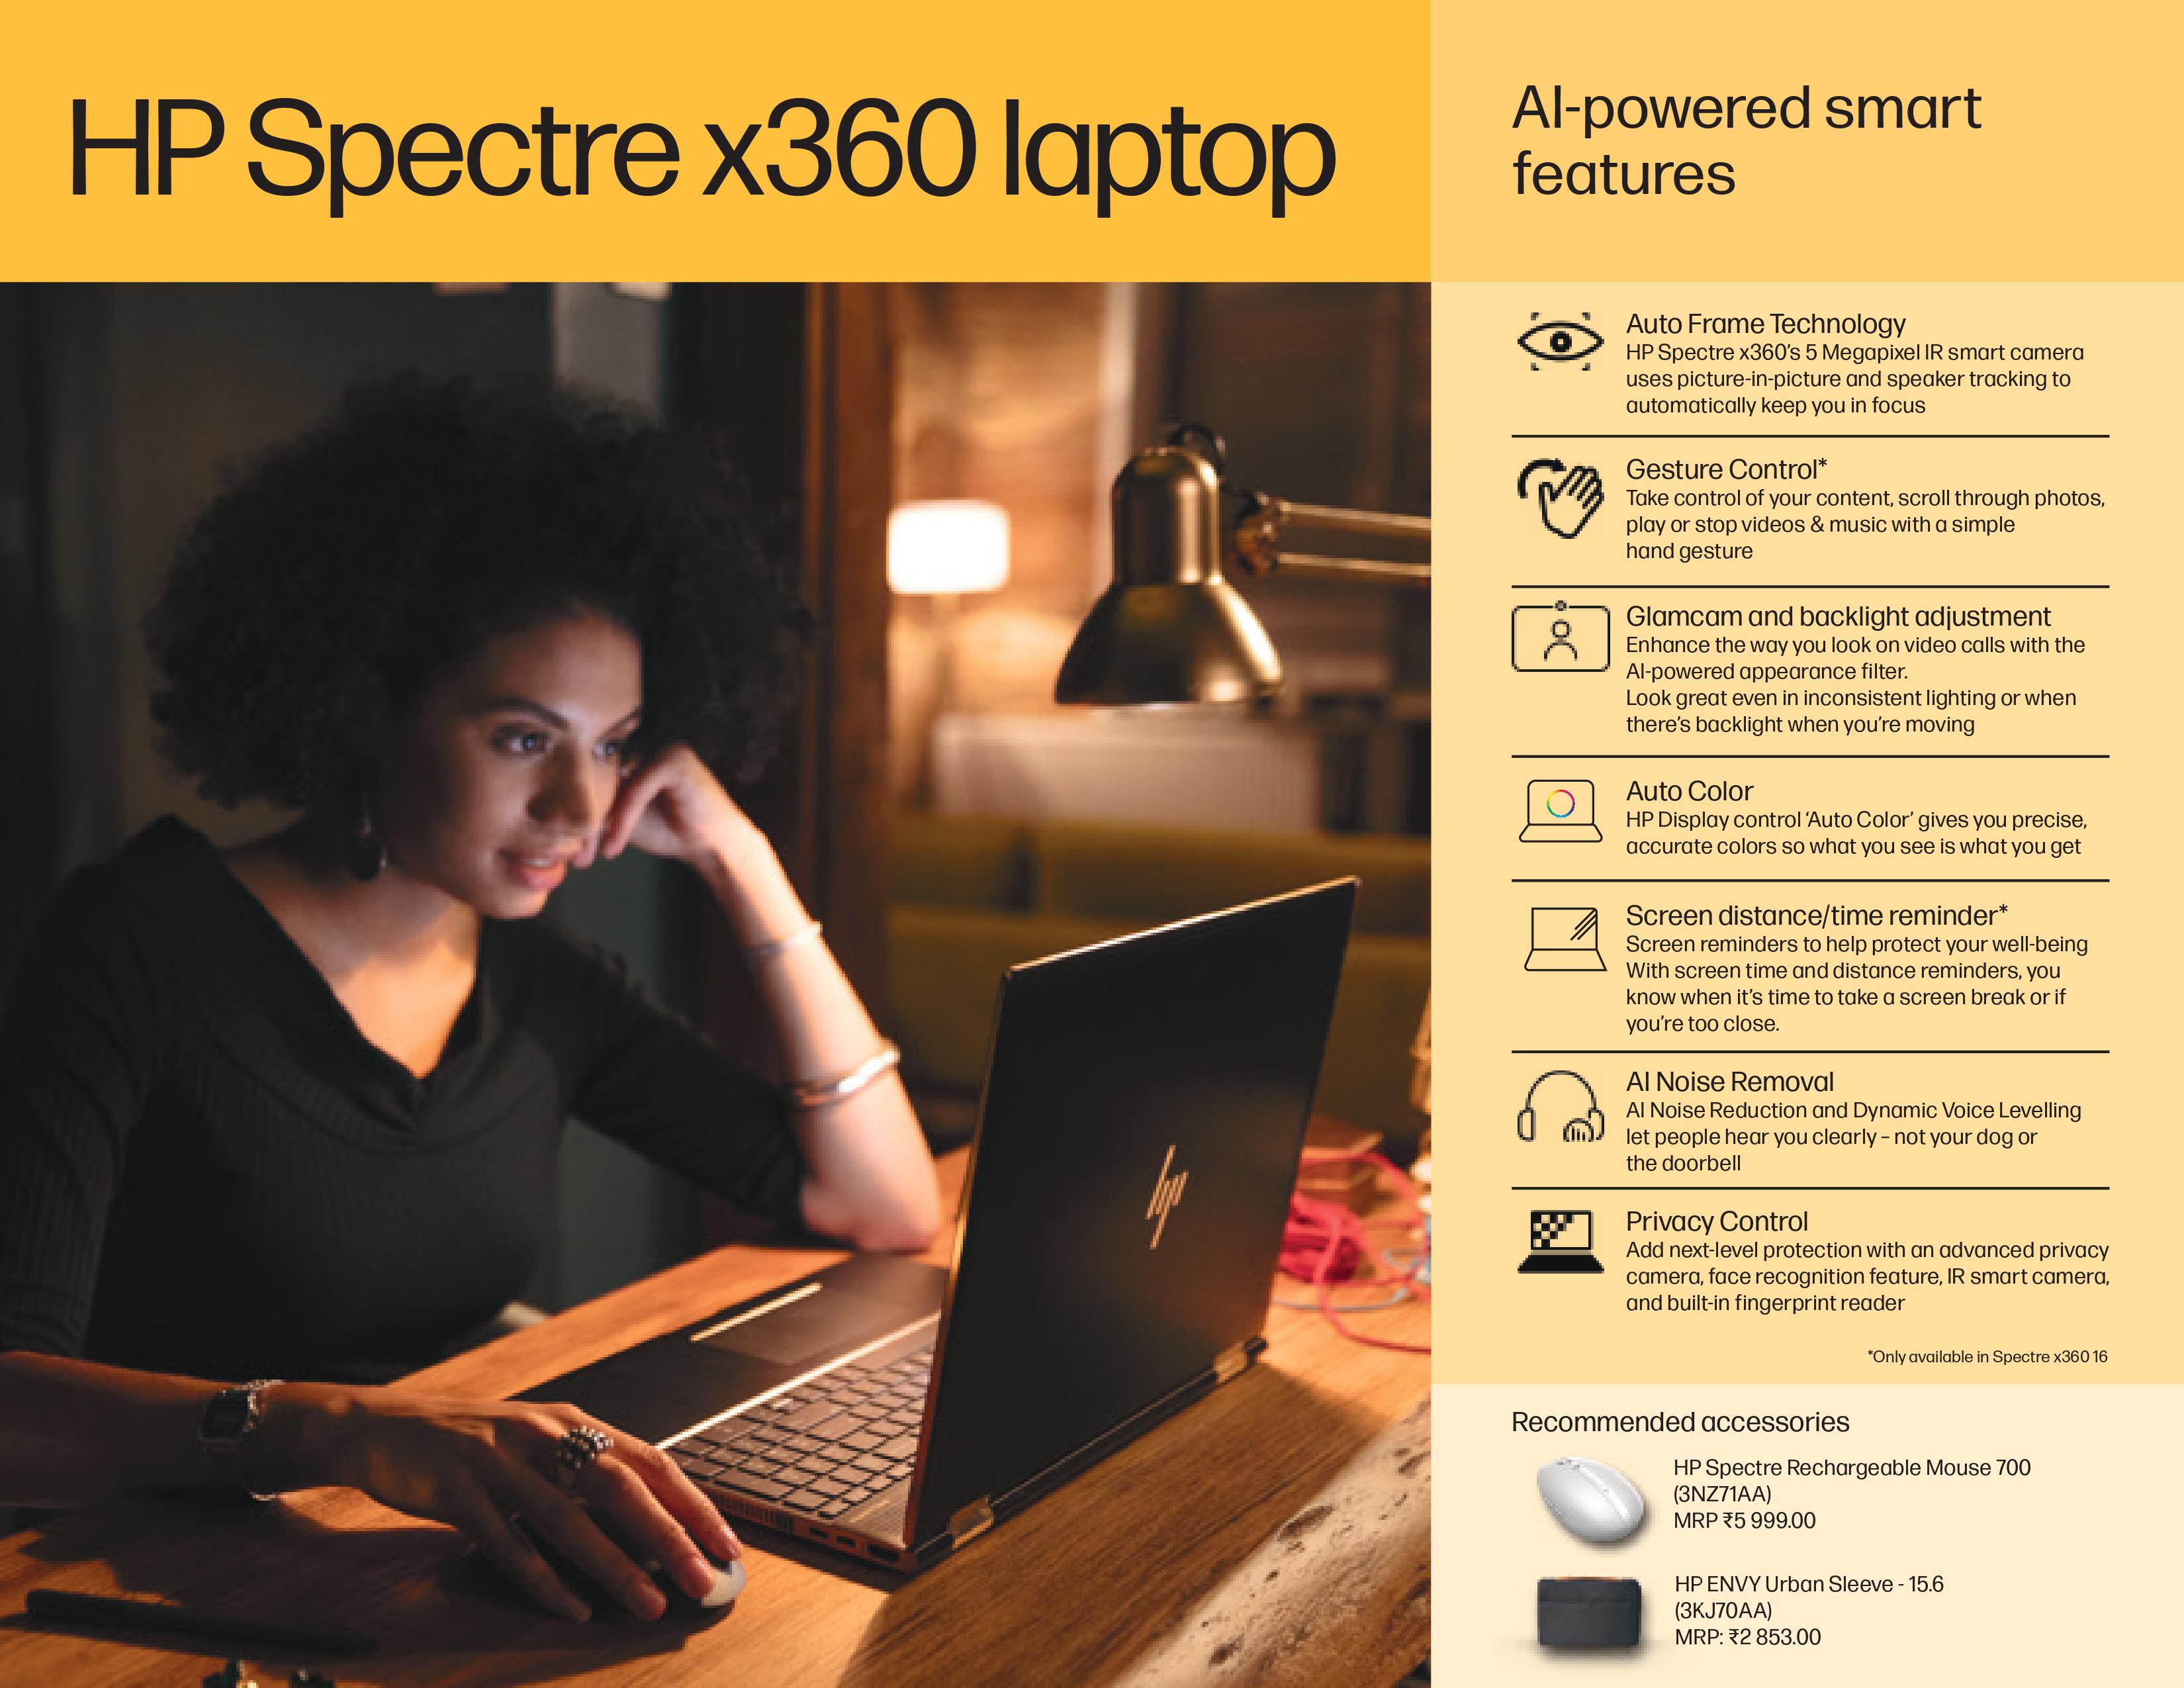 HP Spectre x360 laptop
AI-powered smart
features
Auto Frame Technology
HP Spectre x360’s 5 Megapixel IR smart camera
uses picture-in-picture and speaker tracking to
automatically keep you in focus
Gesture Control*
Take control of your content, scroll through photos,
play or stop videos & music with a simple
hand gesture
Glamcam and backlight adjustment
Enhance the way you look on video calls with the
AI-powered appearance filter.
Look great even in inconsistent lighting or when
there’s backlight when you’re moving
Auto Color
HP Display control ‘Auto Color’ gives you precise,
accurate colors so what you see is what you get
Screen distance/time reminder*
Screen reminders to help protect your well-being
With screen time and distance reminders, you
know when it’s time to take a screen break or if
you’re too close.
AI Noise Removal
AI Noise Reduction and Dynamic Voice Levelling
let people hear you clearly – not your dog or
the doorbell
Privacy Control
Add next-level protection with an advanced privacy
camera, face recognition feature, IR smart camera,
and built-in fingerprint reader
*Only available in Spectre x360 16
Recommended accessories
HP Spectre Rechargeable Mouse 700
(3NZ71AA)
MRP ₹5 999.00
HP ENVY Urban Sleeve - 15.6
(3KJ70AA)
MRP: ₹2 853.00
hp